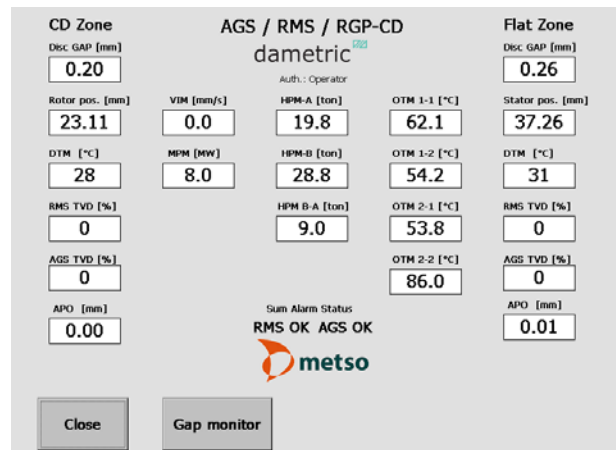 CD Zone
AGS / RMS / RGP-CD
Flat Zone
Disc GAP [mm]
dametric
Disc GAP [mm]
0.20
Auth.: Operator
0.26
Rotor pos. [mm]
VIM [mm/s]
HPM-A [ton]
OTM 1-1 [°C]
Stator pos. [mm]
23.11
0.0
19.8
62.1
37.26
DTM [°C]
MPM [MW]
HPM-B [ton]
OTM 1-2 [°C]
DTM [°C]
28
8.0
28.8
54.2
31
RMS TVD [%]
HPM B-A [ton]
OTM 2-1 [°C]
RMS TVD [%]
0
9.0
53.8
0
AGS TVD [%]
OTM 2-2 [°C]
AGS TVD [%]
0
86.0
0
APO [mm]
Sum Alarm Status
APO [mm]
0.00
RMS OK AGS OK
0.01
metso
Close
Gap monitor